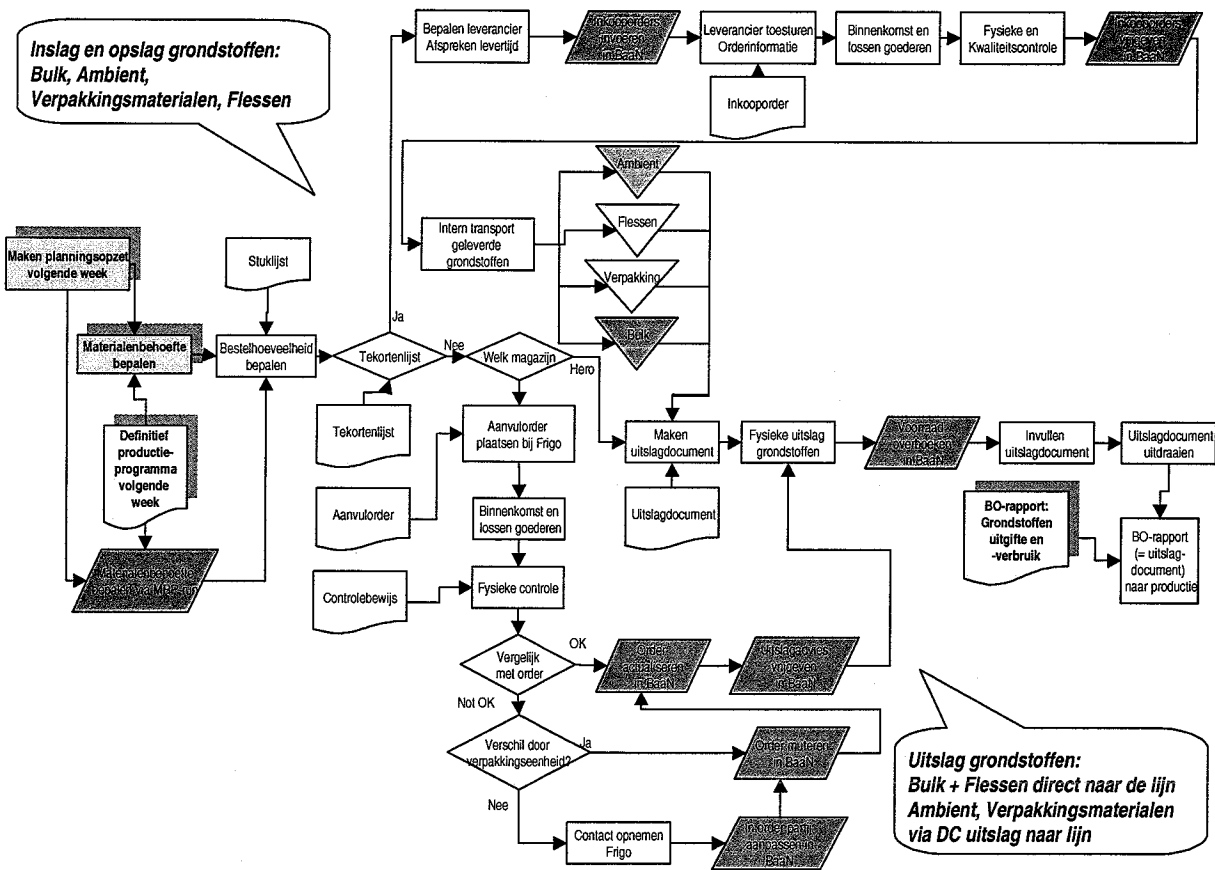 Inslag en opslag grondstoffen:
Bulk, Ambient,
Verpakkingsmaterialen, Flessen
Bepalen leverancier
Afspreken levertijd
Inkooporders
invoeren
in BaaN
Leverancier toesturen
Orderinformatie
Binnenkomst en
lossen goederen
Fysieke en
Kwaliteitscontrole
Inkooporders
in BaaN
Inkooporder
Ambient
Flessen
Verpakking
Bulk
Intern transport
geleverde
grondstoffen
Maken planningsopzet
volgende week
Stuklijst
Materialenbehoefte
bepalen
Bestelhoeveelheid
bepalen
Ja
Tekortenlijst
Nee
Welk magazijn
Hero
Tekortenlijst
Definitief
productie-
programma
volgende
week
Aanvulorder
plaatsen bij Frigo
Maken
uitslagdocument
Fysieke uitslag
grondstoffen
Voorraad
overboeken
in BaaN
Invullen
uitslagdocument
Uitslagdocument
uitdraaien
Aanvulorder
Binnenkomst en
lossen goederen
Uitslagdocument
BO-rapport:
Grondstoffen
uitgifte en
-verbruik
BO-rapport
(= uitslag-
document)
naar productie
Materialenbehoefte
bepalen via MRP-run
Controlebewijs
Fysieke controle
Vergelijk
met order
OK
Order
actualiseren
in BaaN
Uitslagadvies
vrijgeven
in BaaN
Not OK
Verschil door
verpakkingseenheid?
Ja
Order muteren
in BaaN
Nee
Contact opnemen
Frigo
aanpassen in
BaaN
Uitslag grondstoffen:
Bulk + Flessen direct naar de lijn
Ambient, Verpakkingsmaterialen
via DC uitslag naar lijn